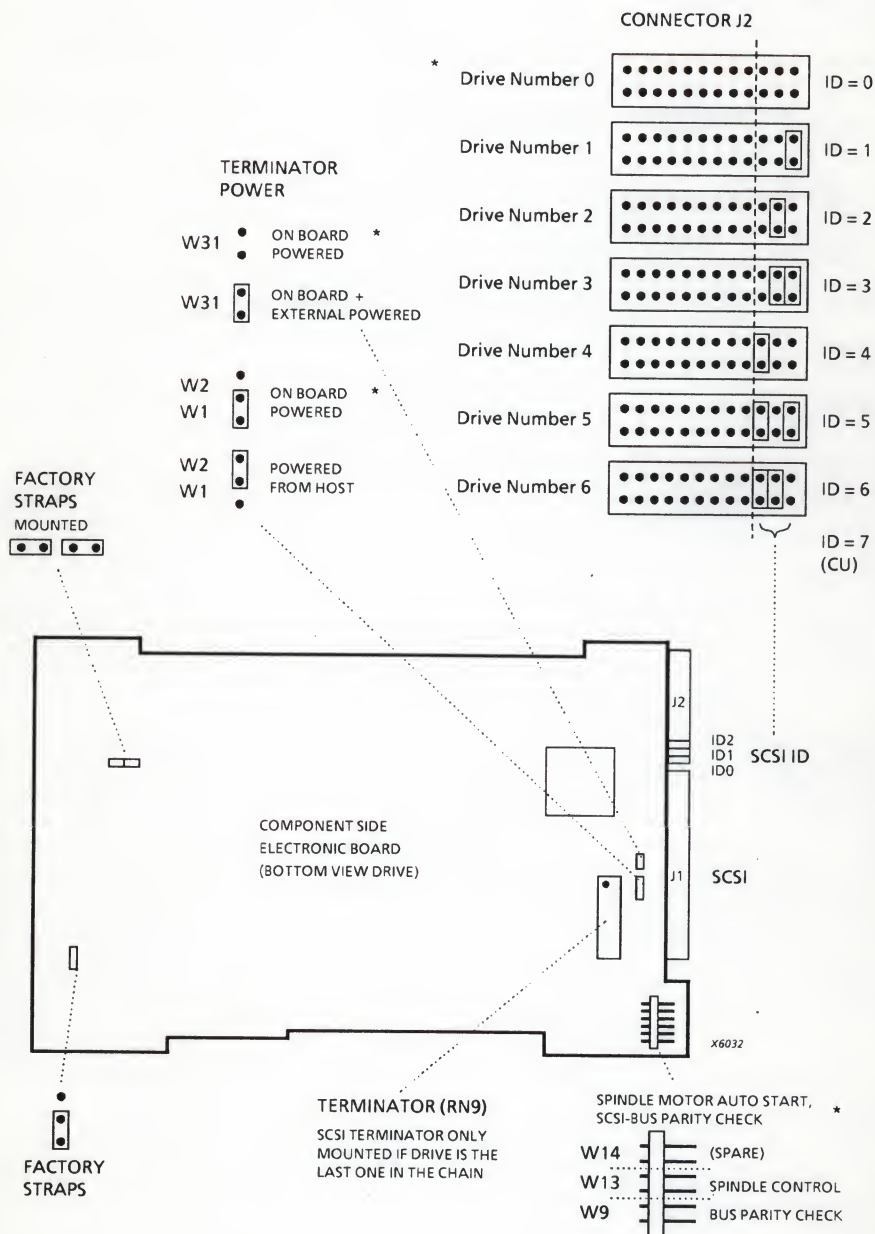 CONNECTOR J2
* Drive Number 0 ID = 0
Drive Number 1 ID = 1
Drive Number 2 ID = 2
Drive Number 3 ID = 3
Drive Number 4 ID = 4
Drive Number 5 ID = 5
Drive Number 6 ID = 6
ID = 7
(CU)
TERMINATOR
POWER
W31 ON BOARD *
POWERED
W31 ON BOARD +
EXTERNAL POWERED
W2
W1
ON BOARD *
POWERED
W2
W1
POWERED
FROM HOST
FACTORY
STRAPS
MOUNTED
J2
ID2
ID1
ID0
SCSI ID
COMPONENT SIDE
ELECTRONIC BOARD
(BOTTOM VIEW DRIVE)
J1
SCSI
X6032
FACTORY
STRAPS
TERMINATOR (RN9)
SCSI TERMINATOR ONLY
MOUNTED IF DRIVE IS THE
LAST ONE IN THE CHAIN
SPINDLE MOTOR AUTO START, *
SCSI-BUS PARITY CHECK
W14 (SPARE)
W13 SPINDLE CONTROL
W9 BUS PARITY CHECK